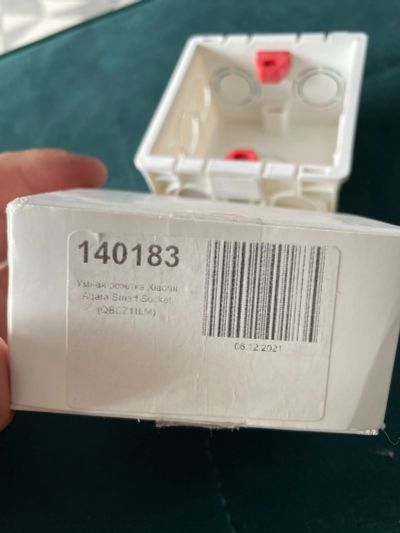 140183
Умная розетка Xiaomi
Aqara Smart Socket
(QBCZ11LM)
06.12.2021